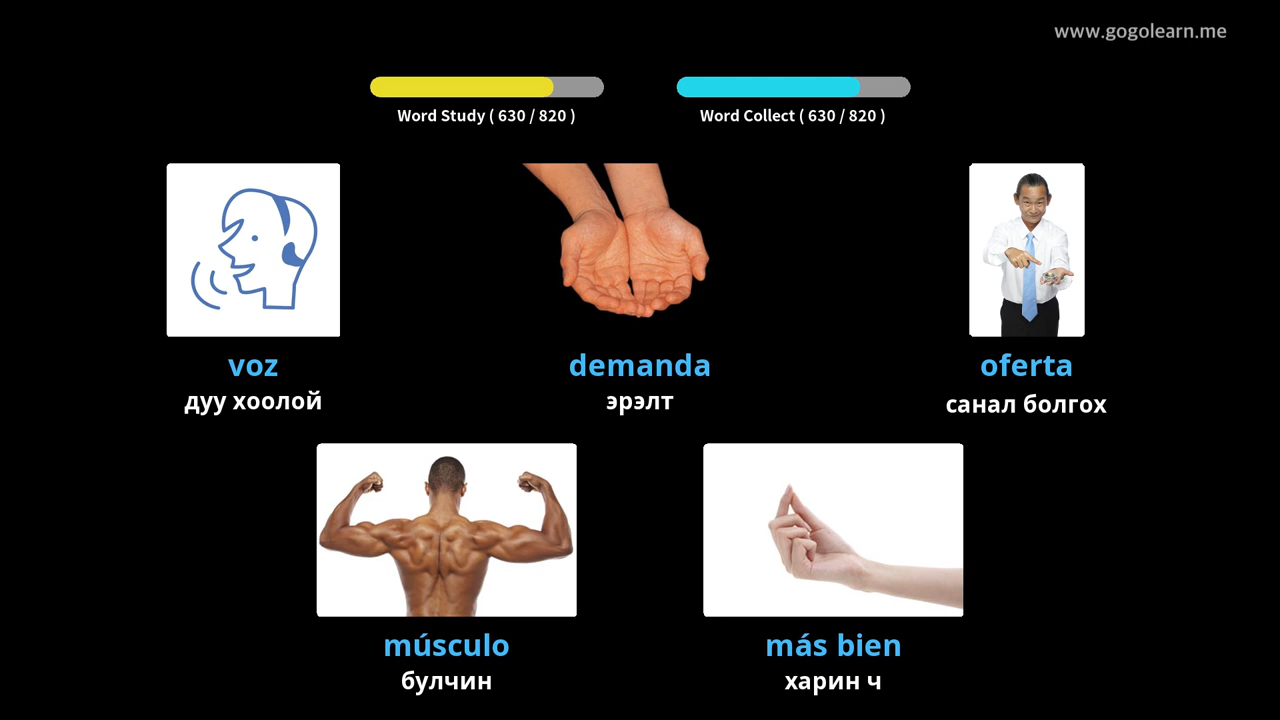 www.gogolearn.me
Word Study ( 630 / 820 )
Word Collect ( 630 / 820 )
voz
дуу хоолой
demanda
эрэлт
oferta
санал болгох
músculo
булчин
más bien
харин ч